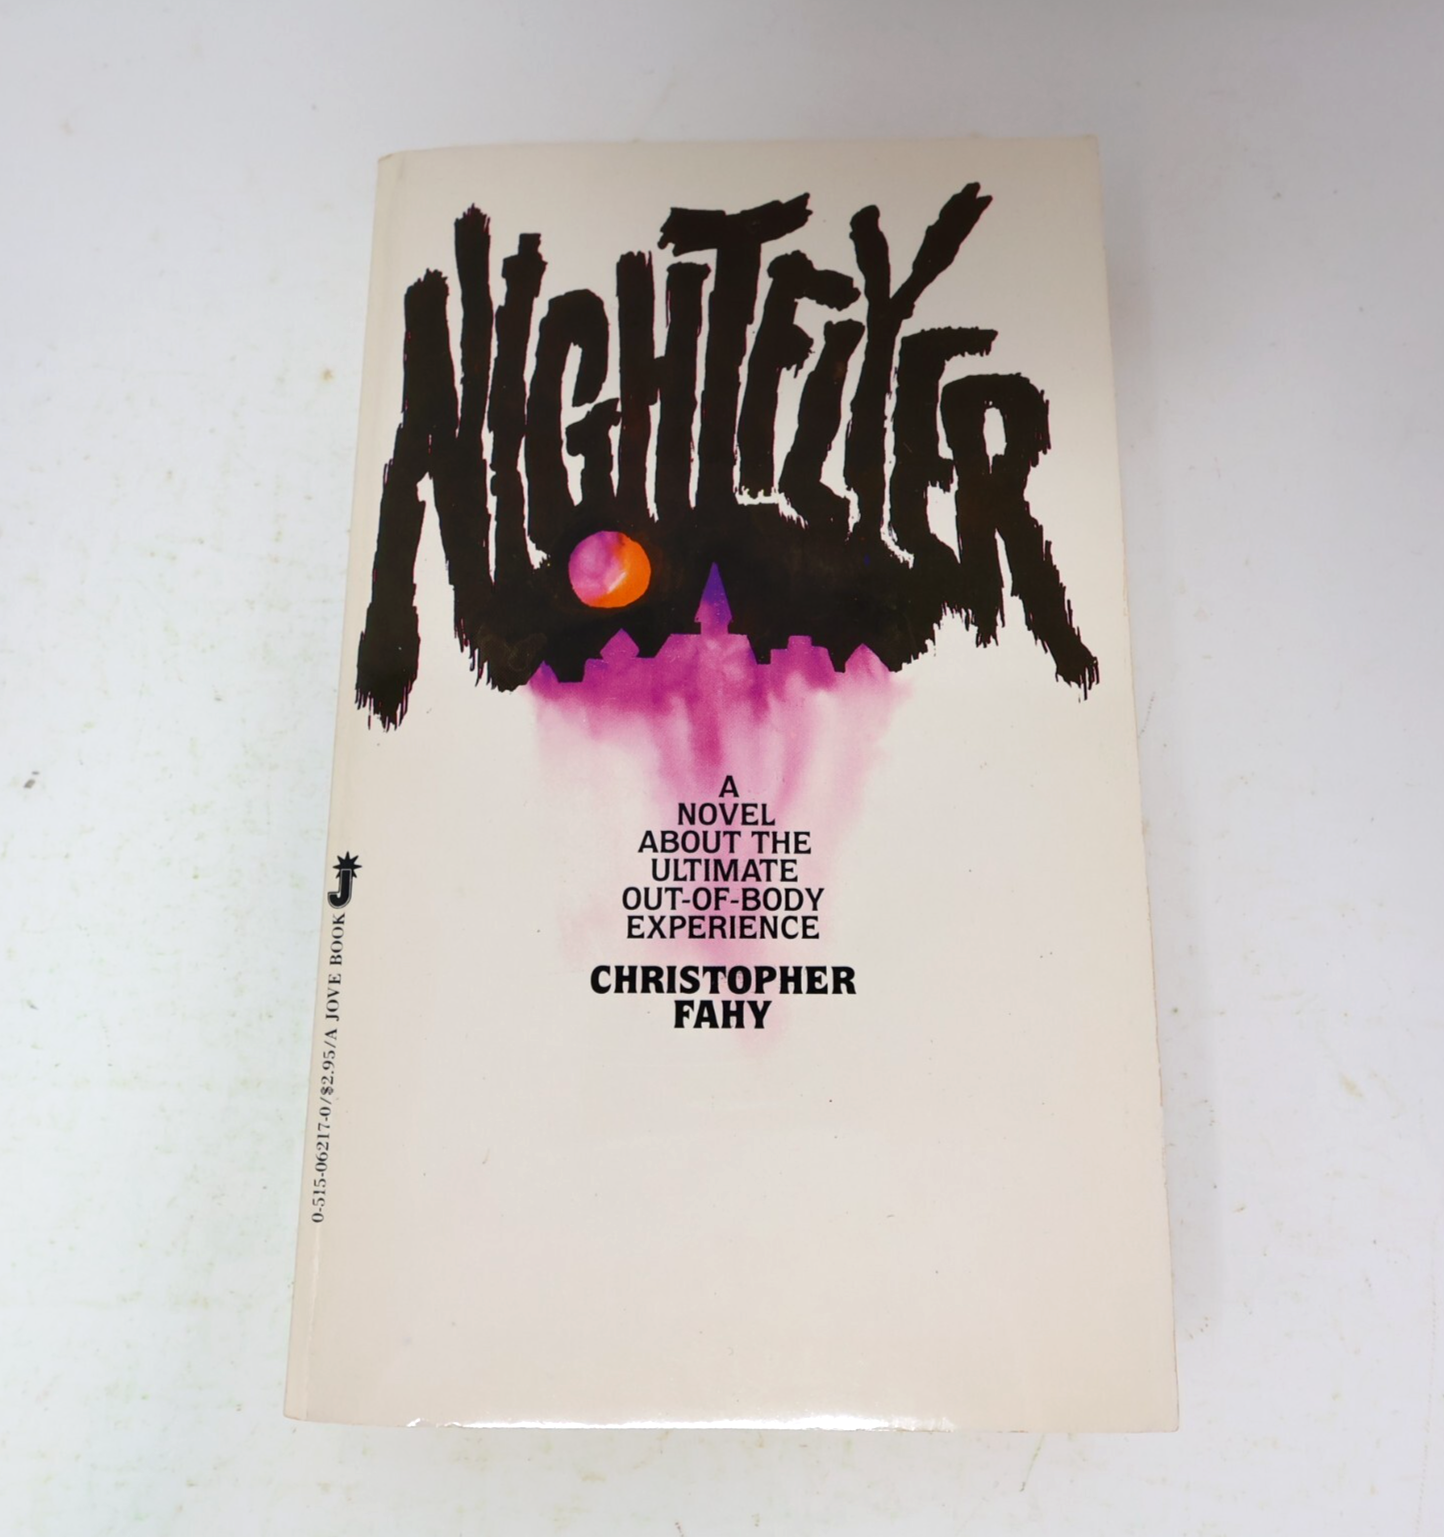 NIGHTFLYER
A
NOVEL
ABOUT THE
ULTIMATE
OUT-OF-BODY
EXPERIENCE
CHRISTOPHER
FAHY
0-515-06217-0/$2.95/A JOVE BOOK
J